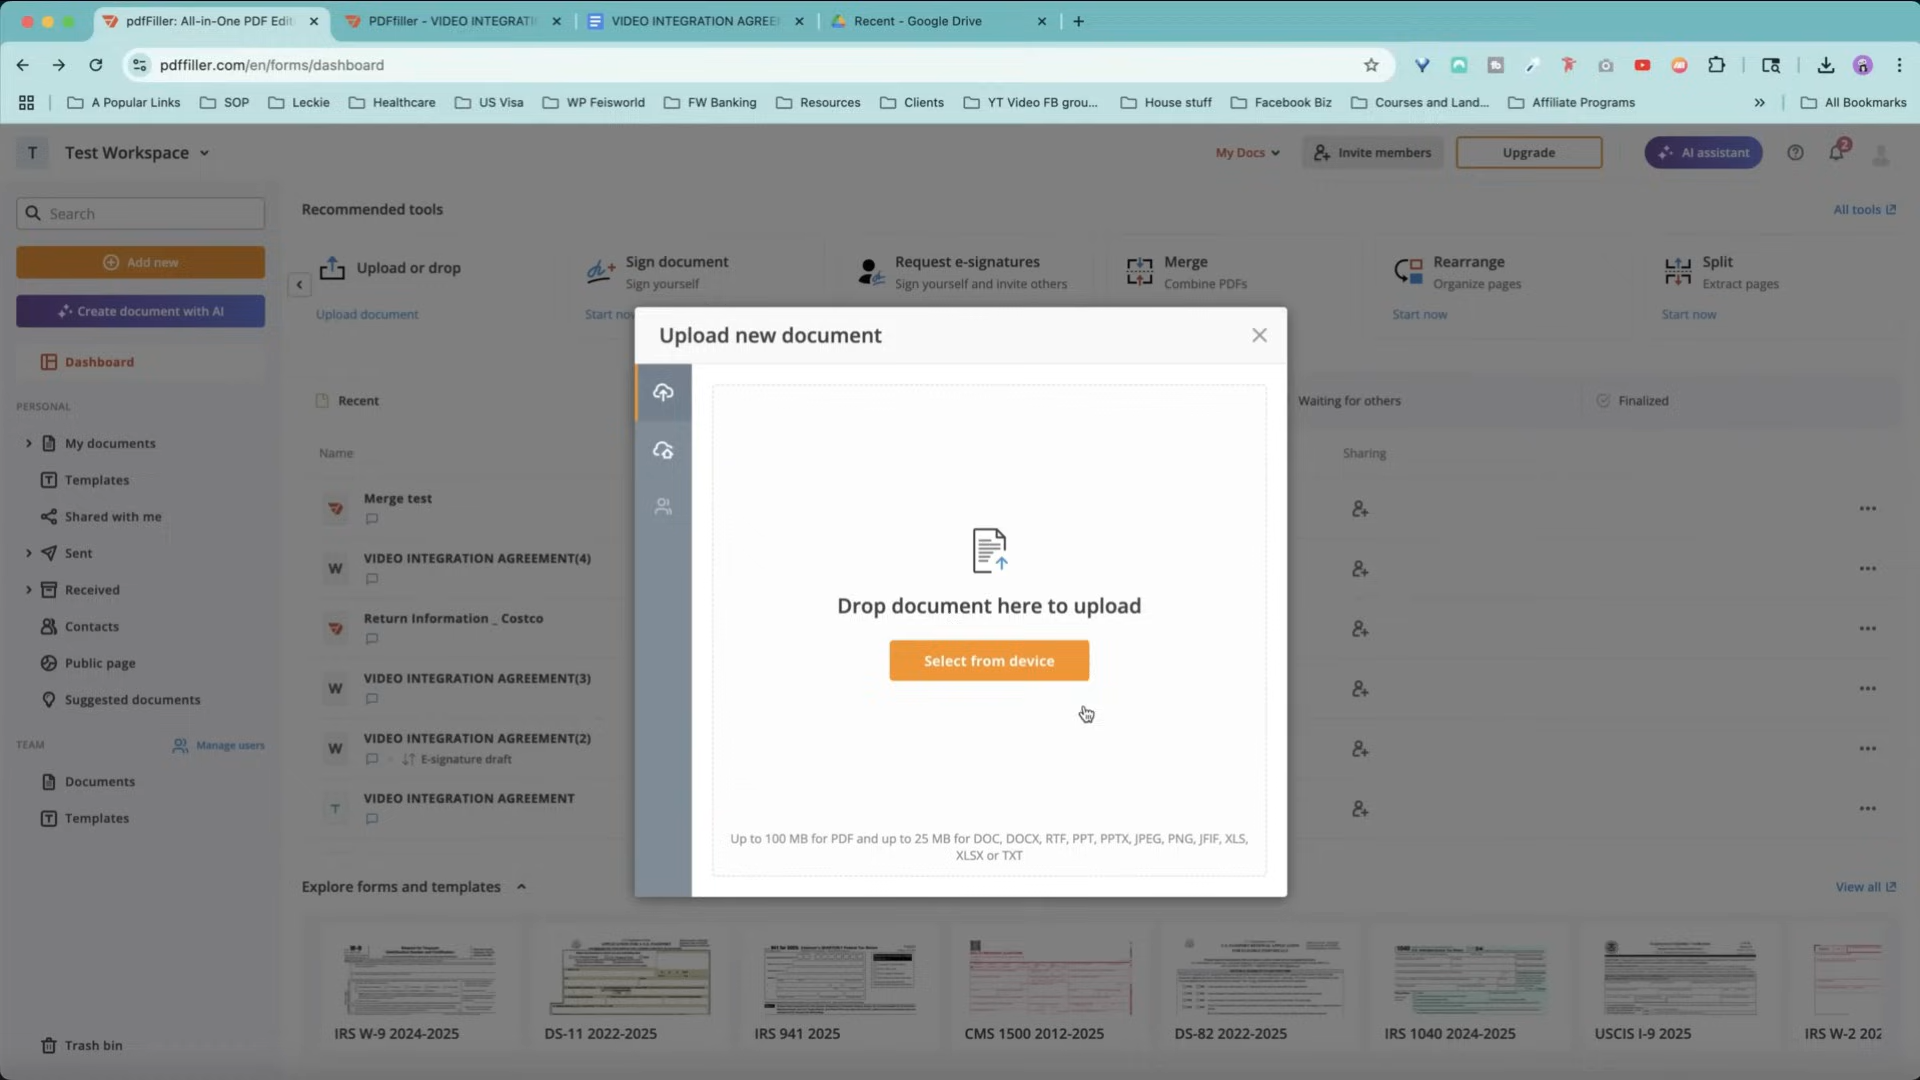 pdfFiller: All-in-One PDF Edit
PDFfiller - VIDEO INTEGRATI
VIDEO INTEGRATION AGREE
Recent - Google Drive
pdffiller.com/en/forms/dashboard
A Popular Links
SOP
Leckie
Healthcare
US Visa
WP Feisworld
FW Banking
Resources
Clients
YT Video FB grou...
House stuff
Facebook Biz
Courses and Land...
Affiliate Programs
All Bookmarks
T
Test Workspace
My Docs
Invite members
Upgrade
AI assistant
2
Search
Add new
Create document with AI
Dashboard
PERSONAL
My documents
Templates
Shared with me
Sent
Received
Contacts
Public page
Suggested documents
TEAM
Manage users
Documents
Templates
Trash bin
Recommended tools
All tools
Upload or drop
Upload document
Sign document
Sign yourself
Start now
Request e-signatures
Sign yourself and invite others
Merge
Combine PDFs
Rearrange
Organize pages
Start now
Split
Extract pages
Start now
Recent
Waiting for others
Finalized
Name
Sharing
Merge test
W
VIDEO INTEGRATION AGREEMENT(4)
Return Information _ Costco
W
VIDEO INTEGRATION AGREEMENT(3)
W
VIDEO INTEGRATION AGREEMENT(2)
E-signature draft
T
VIDEO INTEGRATION AGREEMENT
Upload new document
Drop document here to upload
Select from device
Up to 100 MB for PDF and up to 25 MB for DOC, DOCX, RTF, PPT, PPTX, JPEG, PNG, JFIF, XLS,
XLSX or TXT
Explore forms and templates
View all
IRS W-9 2024-2025
DS-11 2022-2025
IRS 941 2025
CMS 1500 2012-2025
DS-82 2022-2025
IRS 1040 2024-2025
USCIS I-9 2025
IRS W-2 202